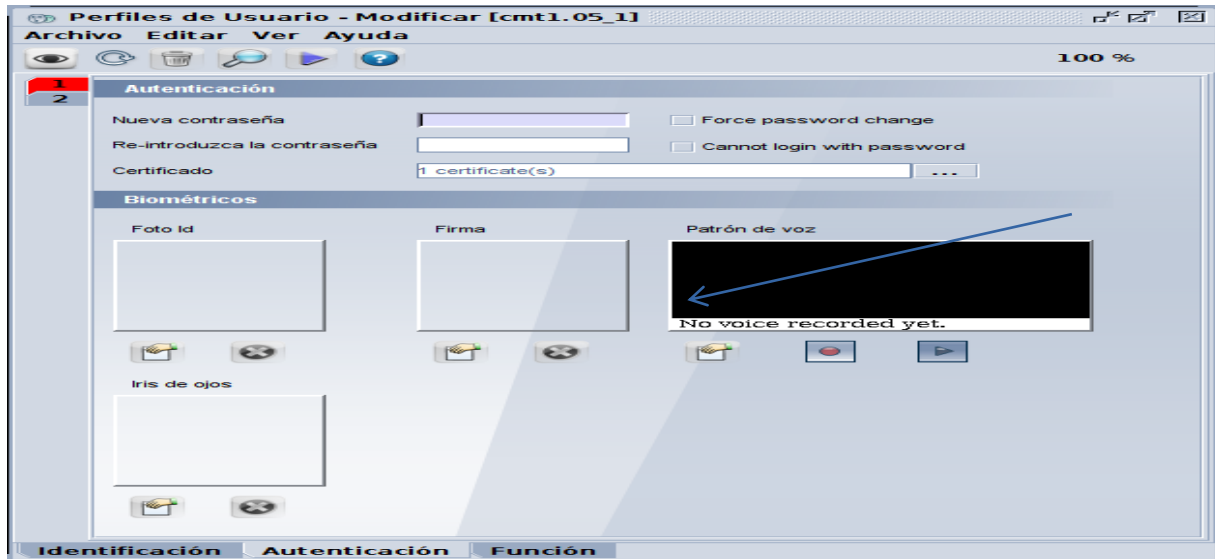 Perfiles de Usuario - Modificar [cmt1.05_1]
Archivo Editar Ver Ayuda
100 %
1
2
Autenticación
Nueva contraseña
Force password change
Re-introduzca la contraseña
Cannot login with password
Certificado
1 certificate(s)
...
Biométricos
Foto Id
Firma
Patrón de voz
No voice recorded yet.
Iris de ojos
Identificación Autenticación Función